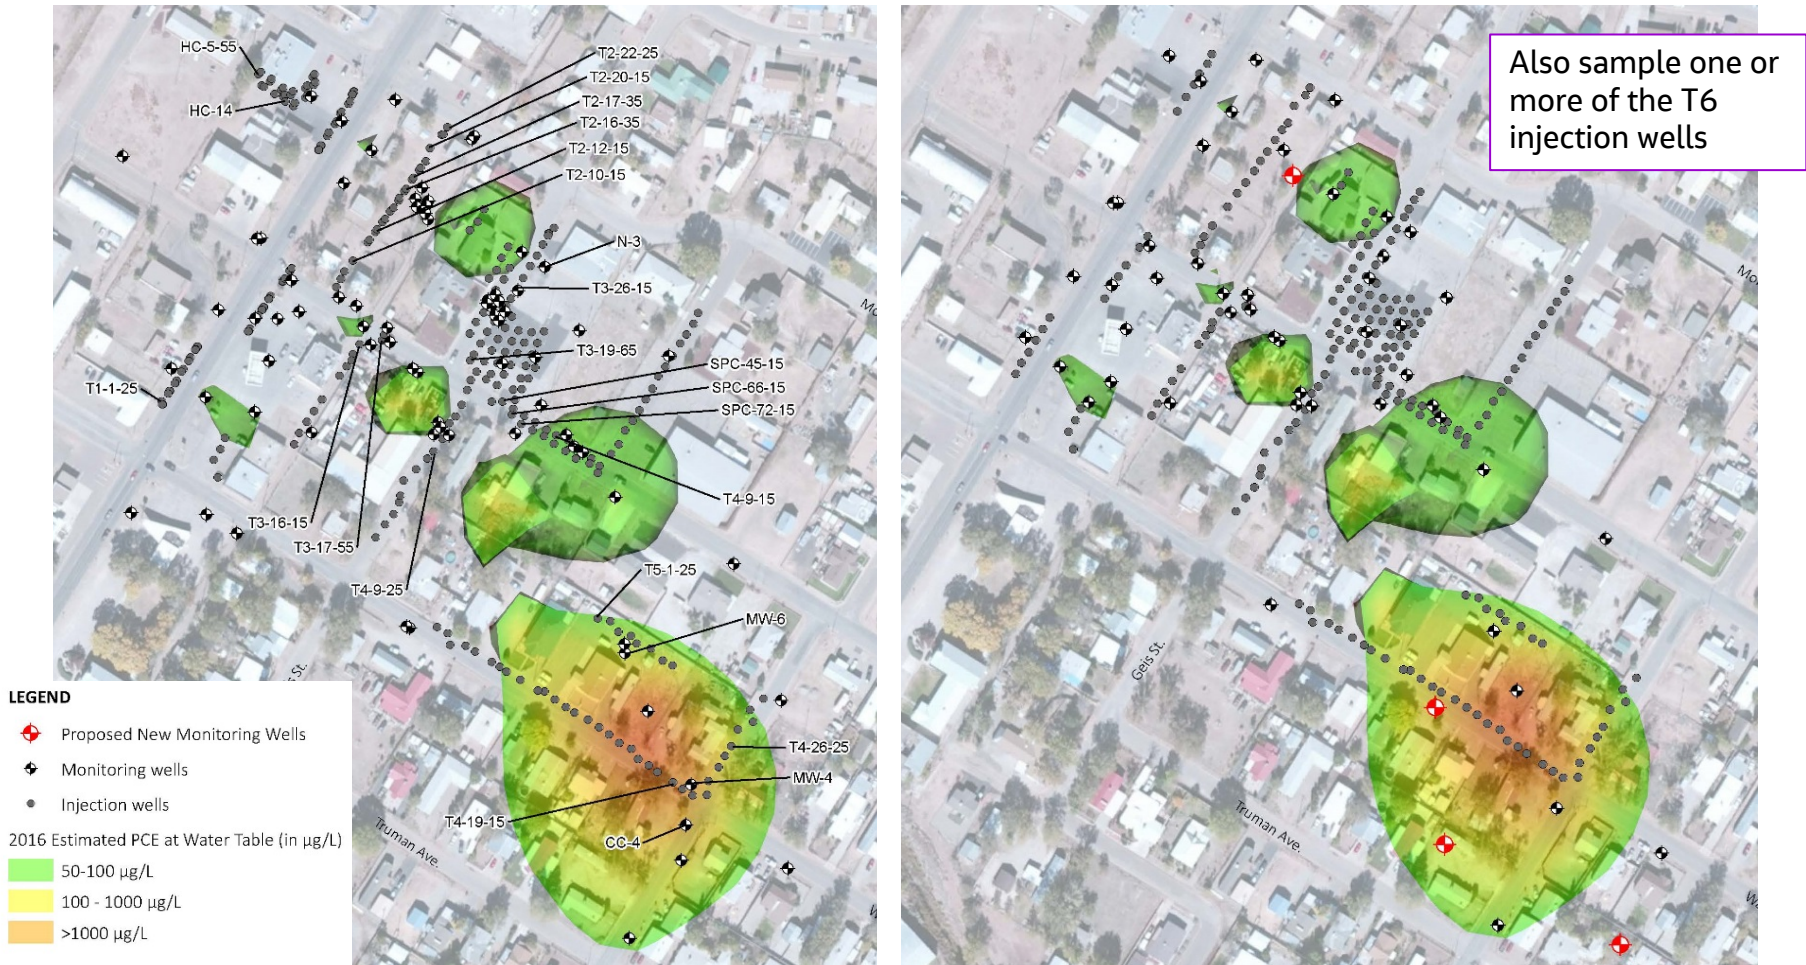 HC-5-55
HC-14
T2-22-25
T2-20-15
T2-17-35
T2-16-35
T2-12-15
T2-10-15
N-3
T3-26-15
T3-19-65
SPC-45-15
SPC-66-15
SPC-72-15
T1-1-25
T4-9-15
T3-16-15
T3-17-55
T4-9-25
T5-1-25
MW-6
T4-26-25
MW-4
T4-19-15
CC-4
Truman Ave.
s St.
Mo
W
LEGEND
Proposed New Monitoring Wells
Monitoring wells
Injection wells
2016 Estimated PCE at Water Table (in µg/L)
50-100 µg/L
100 - 1000 µg/L
>1000 µg/L
Also sample one or
more of the T6
injection wells
Mo
Geis St.
Truman Ave.
Wa